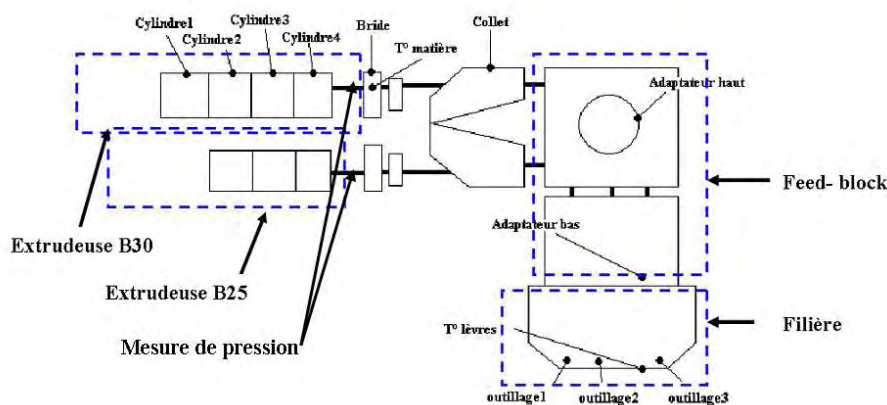 Cylindre1
Cylindre2
Cylindre3
Cylindre4
Bride
T° matière
Collet
Adaptateur haut
Feed- block
Extrudeuse B30
Extrudeuse B25
Mesure de pression
Adaptateur bas
Filière
T° lèvres
outillage1
outillage2
outillage3